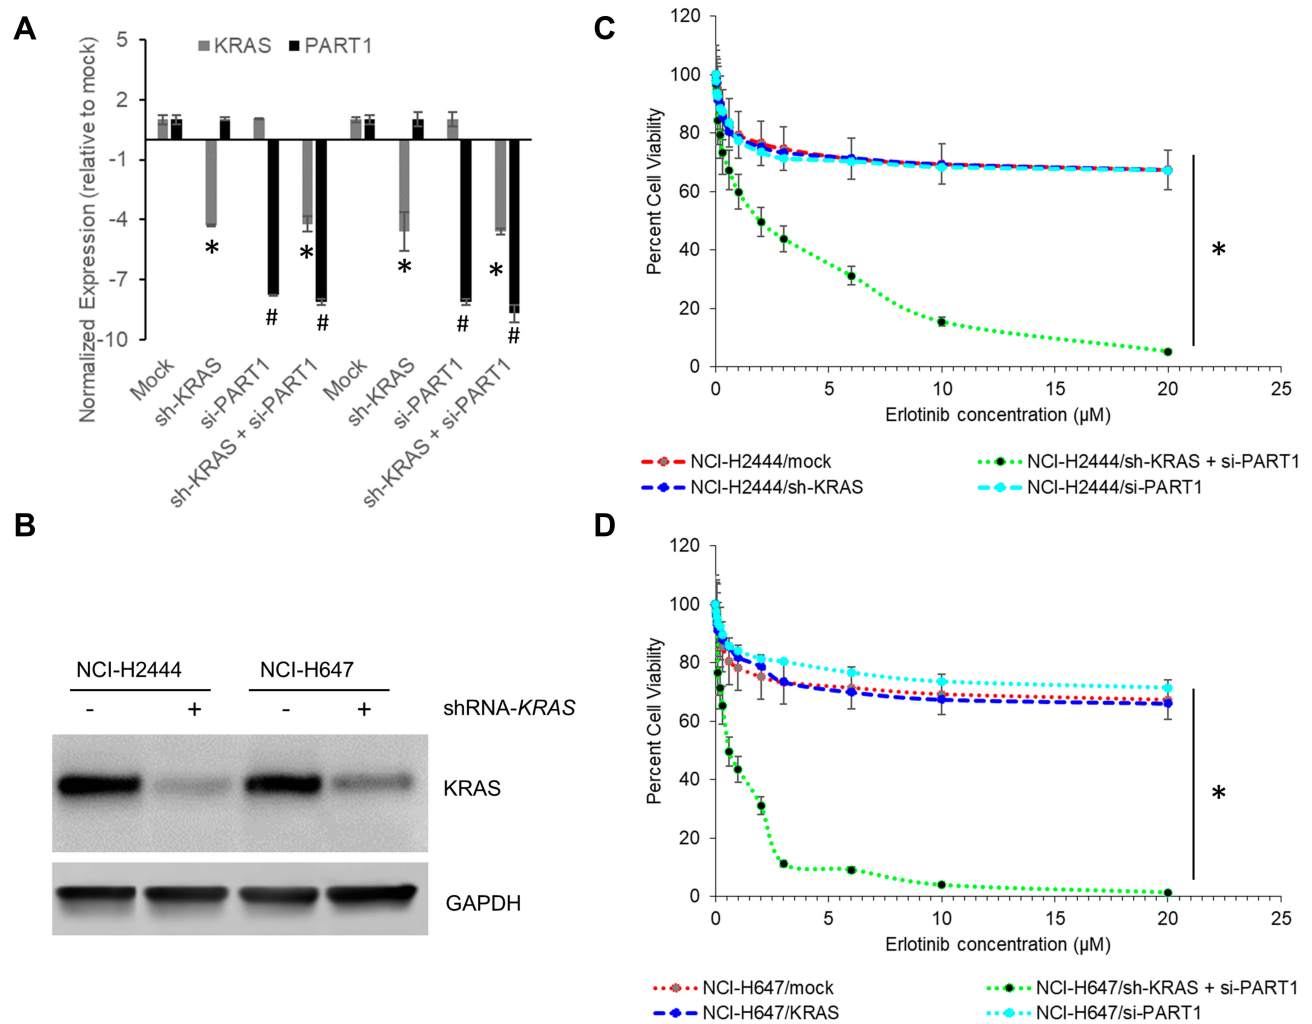 A
Normalized Expression (relative to mock)
5
2
-1
-4
-7
-10
KRAS PART1
* # * # * # * #
Mock
sh-KRAS
si-PART1
sh-KRAS + si-PART1
Mock
sh-KRAS
si-PART1
sh-KRAS + si-PART1
B
NCI-H2444 NCI-H647
- + - + shRNA-KRAS
KRAS
GAPDH
C
Percent Cell Viability
120
100
80
60
40
20
0
0 5 10 15 20 25
*
Erlotinib concentration (µM)
NCI-H2444/mock NCI-H2444/sh-KRAS + si-PART1
NCI-H2444/sh-KRAS NCI-H2444/si-PART1
D
Percent Cell Viability
120
100
80
60
40
20
0
0 5 10 15 20 25
*
Erlotinib concentration (µM)
NCI-H647/mock NCI-H647/sh-KRAS + si-PART1
NCI-H647/KRAS NCI-H647/si-PART1